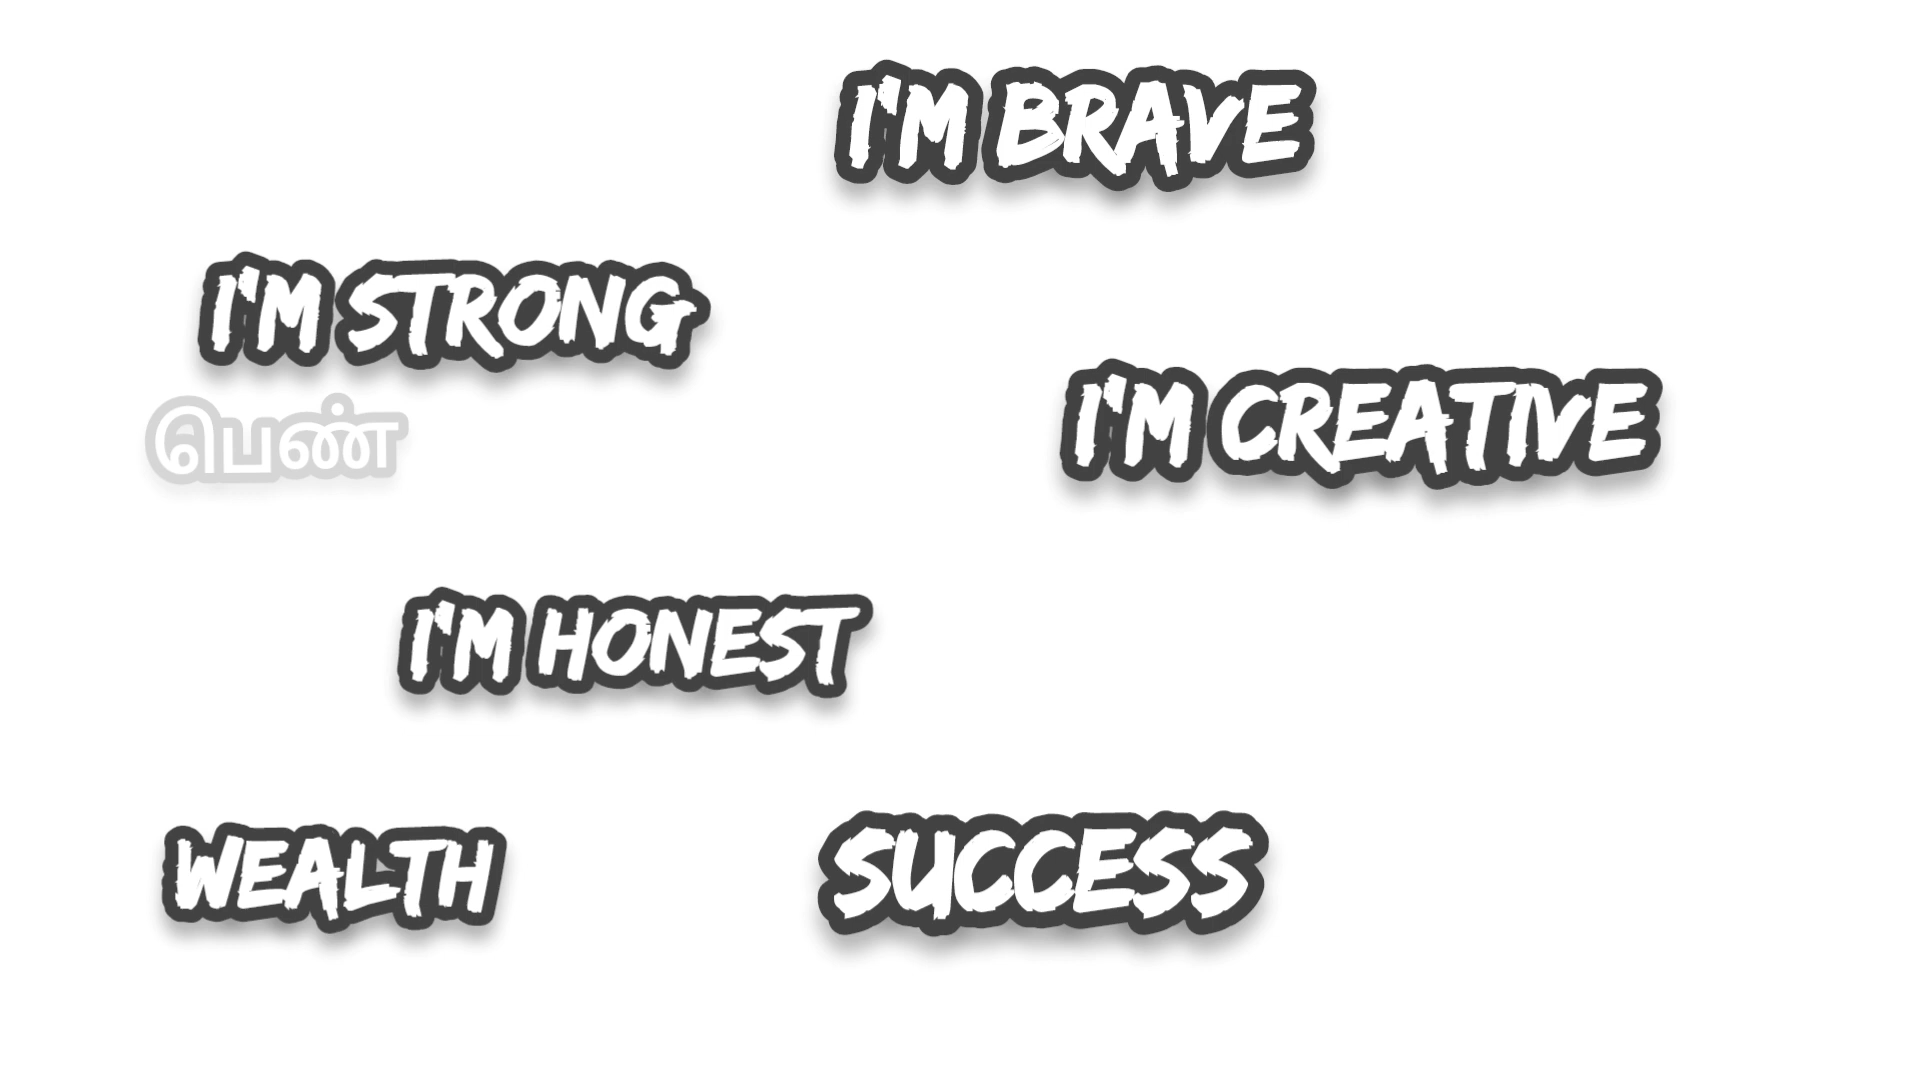 I'M BRAVE
I'M STRONG
I'M CREATIVE
பெண்
I'M HONEST
WEALTH
SUCCESS